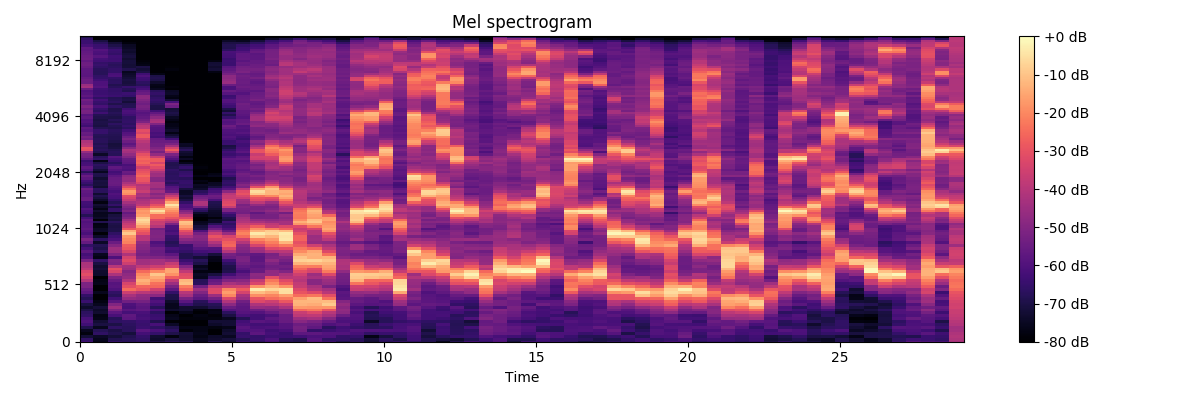 Mel spectrogram
8192
4096
2048
1024
512
0
Hz
0 5 10 15 20 25
Time
+0 dB
-10 dB
-20 dB
-30 dB
-40 dB
-50 dB
-60 dB
-70 dB
-80 dB